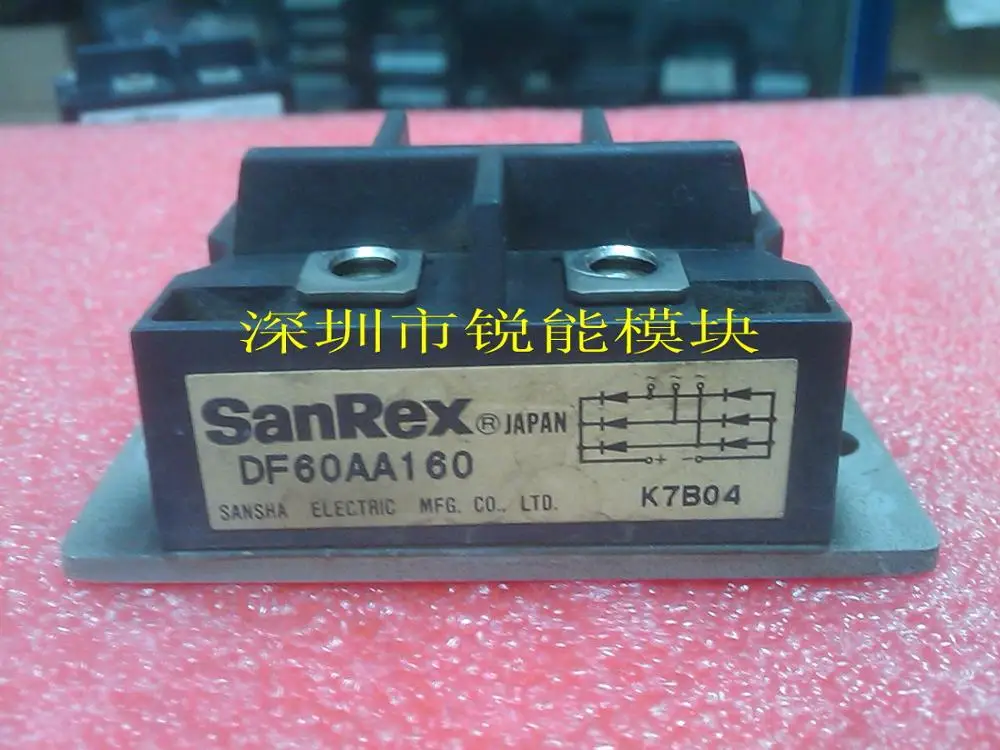 深圳市锐能模块
SanRex ® JAPAN
DF60AA160
SANSHA ELECTRIC MFG. CO., LTD.
~ ~ ~
+ −
K7B04